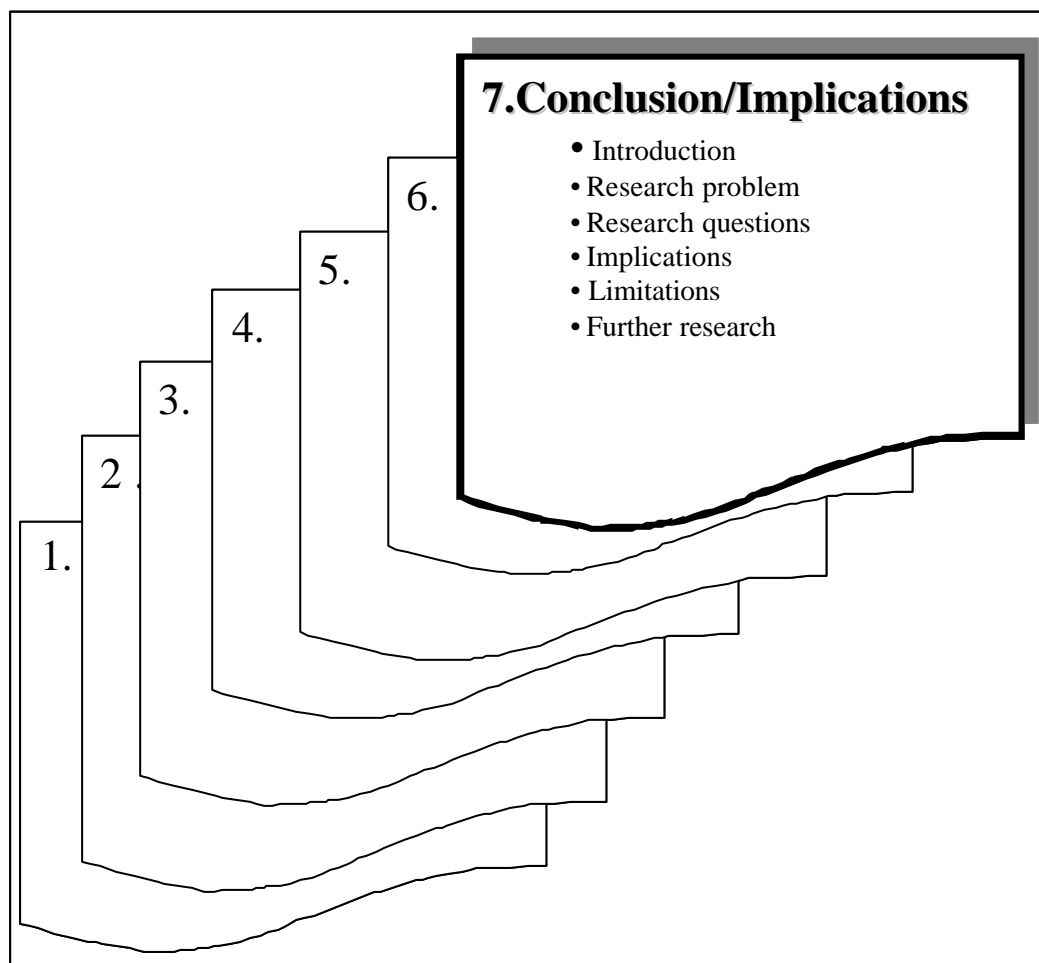 7.Conclusion/Implications
• Introduction
• Research problem
• Research questions
• Implications
• Limitations
• Further research
6.
5.
4.
3.
2 .
1.